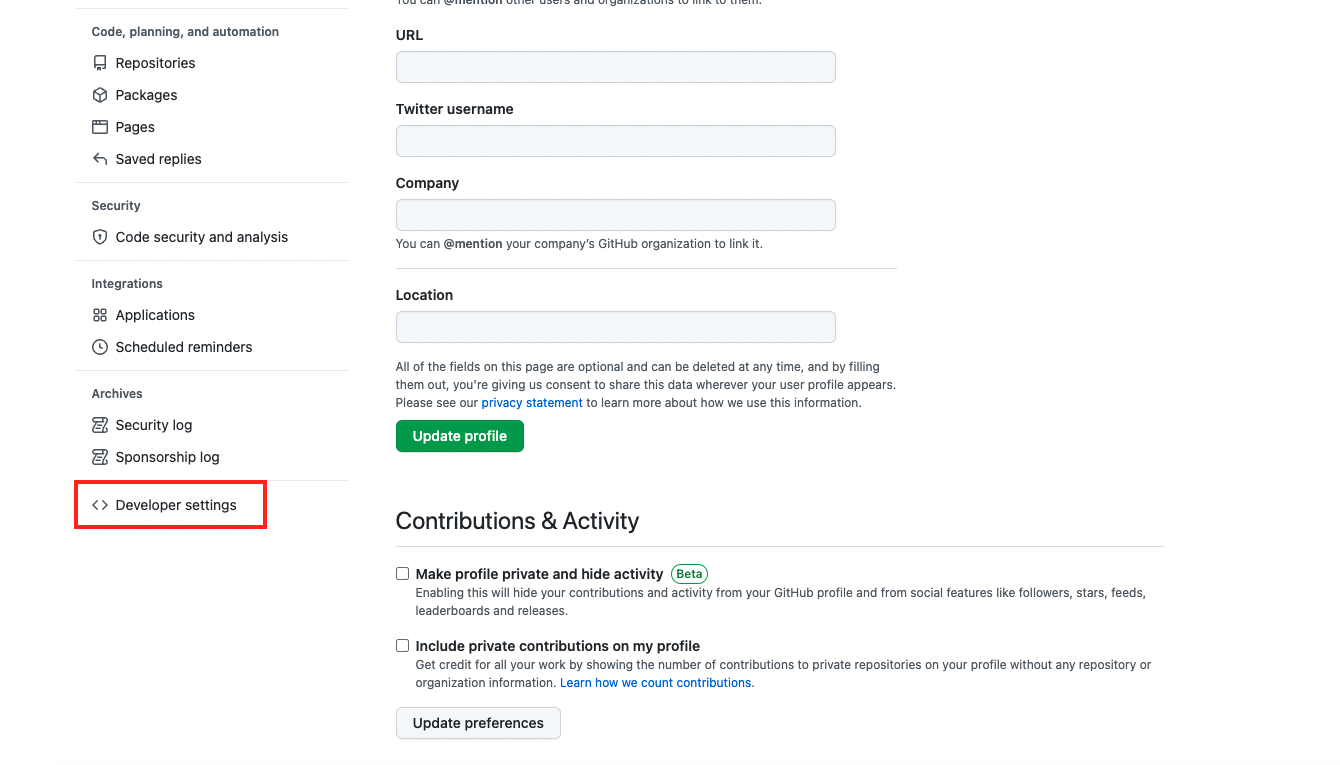 You can @mention other users and organizations to link to them.
Code, planning, and automation
Repositories
Packages
Pages
Saved replies
Security
Code security and analysis
Integrations
Applications
Scheduled reminders
Archives
Security log
Sponsorship log
Developer settings
URL
Twitter username
Company
You can @mention your company’s GitHub organization to link it.
Location
All of the fields on this page are optional and can be deleted at any time, and by filling
them out, you're giving us consent to share this data wherever your user profile appears.
Please see our privacy statement to learn more about how we use this information.
Update profile
Contributions & Activity
Make profile private and hide activity Beta
Enabling this will hide your contributions and activity from your GitHub profile and from social features like followers, stars, feeds,
leaderboards and releases.
Include private contributions on my profile
Get credit for all your work by showing the number of contributions to private repositories on your profile without any repository or
organization information. Learn how we count contributions.
Update preferences